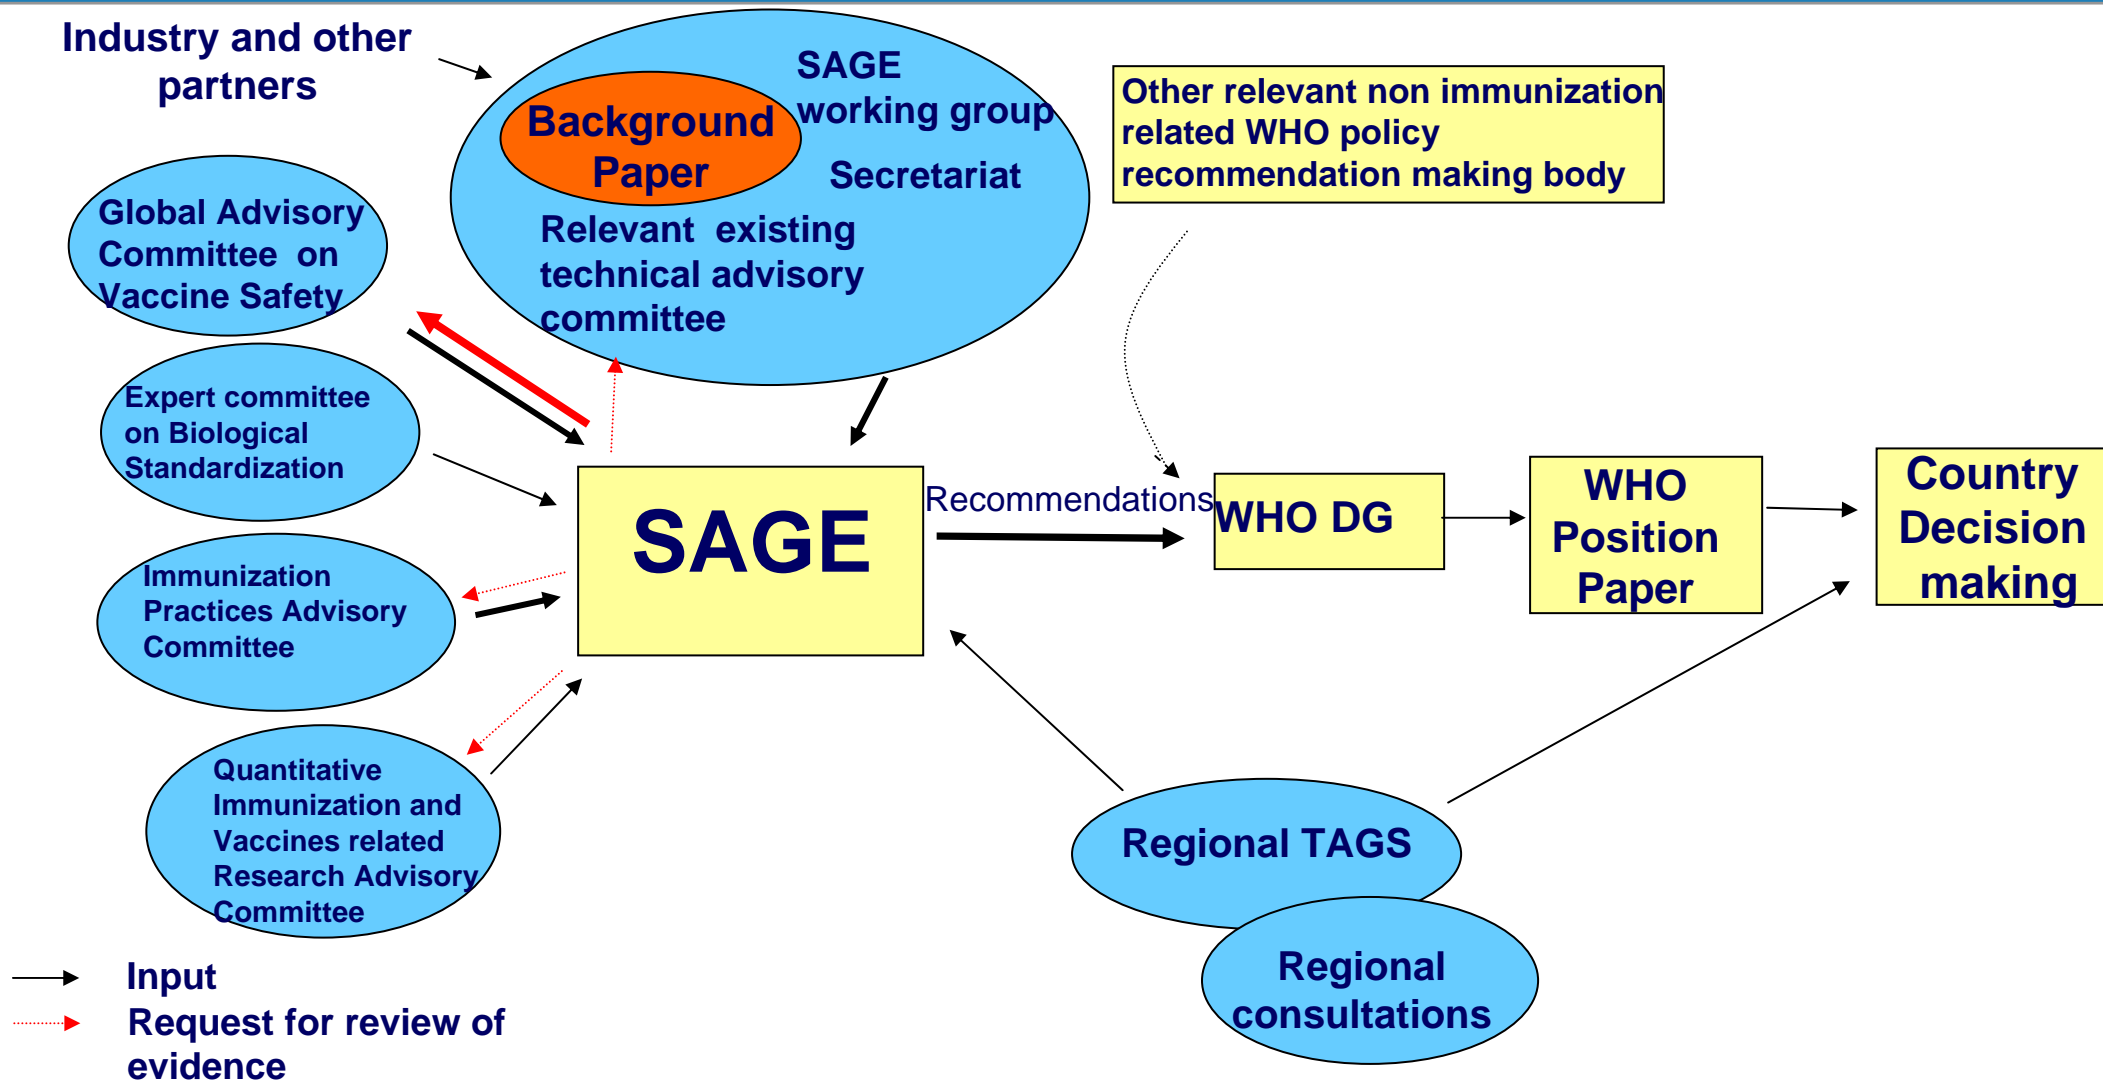 Industry and other
partners
SAGE
working group
Background
Paper
Secretariat
Relevant existing
technical advisory
committee
Other relevant non immunization
related WHO policy
recommendation making body
Global Advisory
Committee on
Vaccine Safety
Expert committee
on Biological
Standardization
Immunization
Practices Advisory
Committee
Quantitative
Immunization and
Vaccines related
Research Advisory
Committee
SAGE
Recommendations
WHO DG
WHO
Position
Paper
Country
Decision
making
Regional TAGS
Regional
consultations
Input
Request for review of
evidence